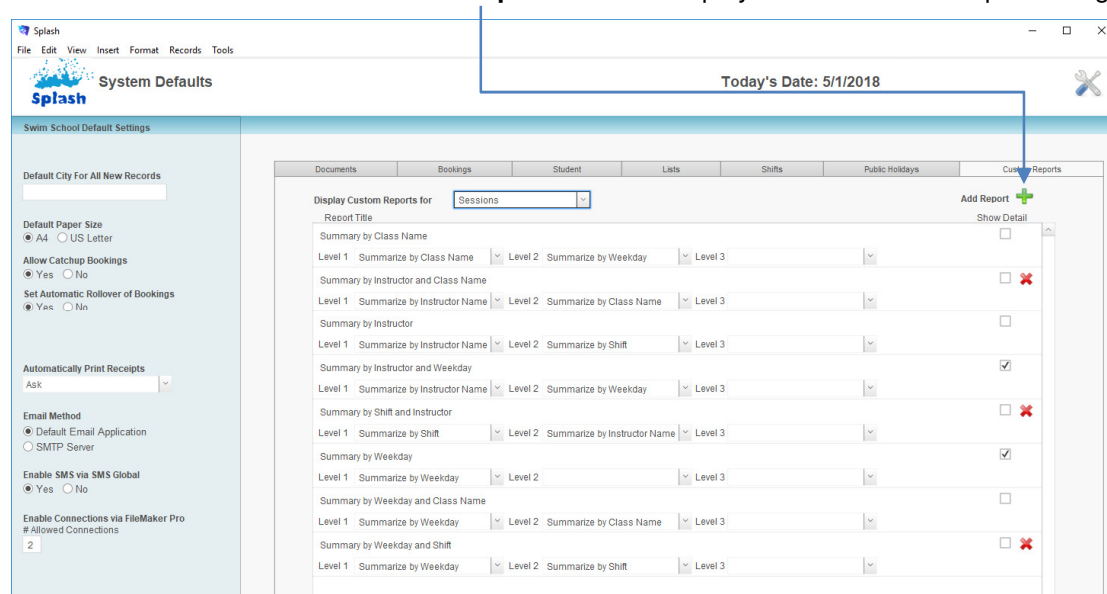 Splash
File Edit View Insert Format Records Tools
Splash
System Defaults
Today's Date: 5/1/2018
Swim School Default Settings
Default City For All New Records
Default Paper Size
A4 US Letter
Allow Catchup Bookings
Yes No
Set Automatic Rollover of Bookings
Yes No
Automatically Print Receipts
Ask
Email Method
Default Email Application
SMTP Server
Enable SMS via SMS Global
Yes No
Enable Connections via FileMaker Pro
# Allowed Connections
2
Documents Bookings Student Lists Shifts Public Holidays Custom Reports
Display Custom Reports for Sessions Add Report
Report Title Show Detail
Summary by Class Name
Level 1 Summarize by Class Name Level 2 Summarize by Weekday Level 3
Summary by Instructor and Class Name
Level 1 Summarize by Instructor Name Level 2 Summarize by Class Name Level 3
Summary by Instructor
Level 1 Summarize by Instructor Name Level 2 Summarize by Shift Level 3
Summary by Instructor and Weekday
Level 1 Summarize by Instructor Name Level 2 Summarize by Weekday Level 3
Summary by Shift and Instructor
Level 1 Summarize by Shift Level 2 Summarize by Instructor Name Level 3
Summary by Weekday
Level 1 Summarize by Weekday Level 2 Level 3
Summary by Weekday and Class Name
Level 1 Summarize by Weekday Level 2 Summarize by Class Name Level 3
Summary by Weekday and Shift
Level 1 Summarize by Weekday Level 2 Summarize by Shift Level 3